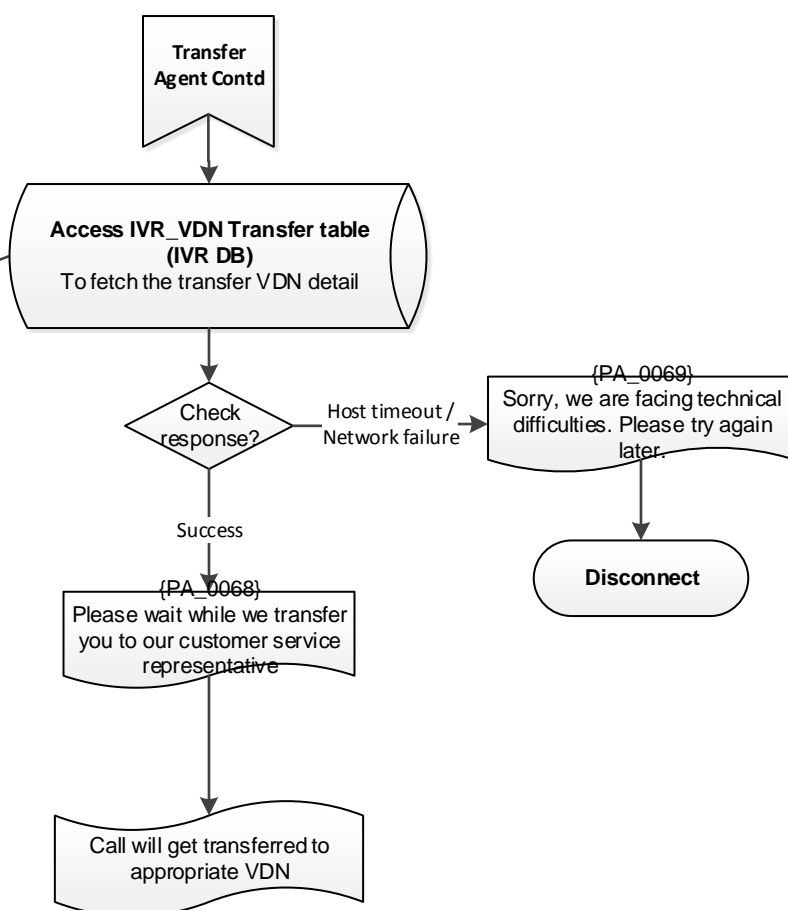 Transfer
Agent Contd
Access IVR_VDN Transfer table
(IVR DB)
To fetch the transfer VDN detail
Check
response?
Host timeout /
Network failure
{PA_0069}
Sorry, we are facing technical
difficulties. Please try again
later.
Disconnect
Success
{PA_0068}
Please wait while we transfer
you to our customer service
representative
Call will get transferred to
appropriate VDN